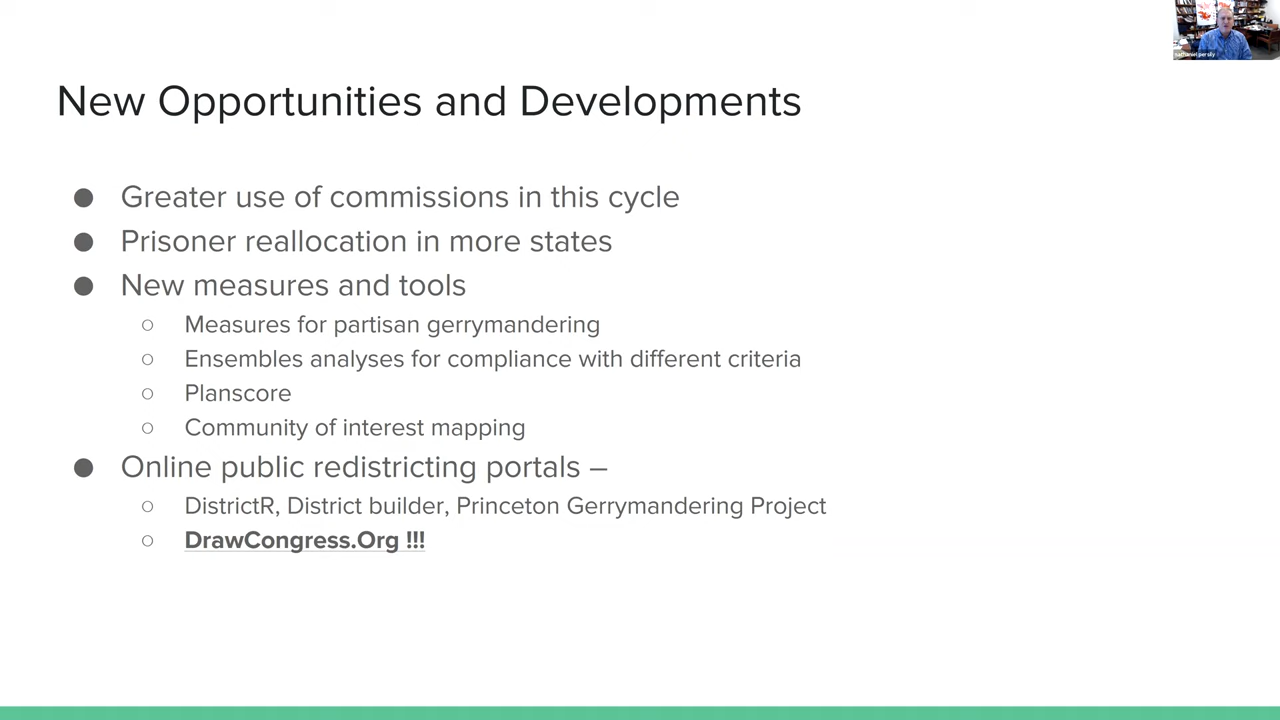 nathaniel persily
New Opportunities and Developments
● Greater use of commissions in this cycle
● Prisoner reallocation in more states
● New measures and tools
○ Measures for partisan gerrymandering
○ Ensembles analyses for compliance with different criteria
○ Planscore
○ Community of interest mapping
● Online public redistricting portals –
○ DistrictR, District builder, Princeton Gerrymandering Project
○ DrawCongress.Org !!!